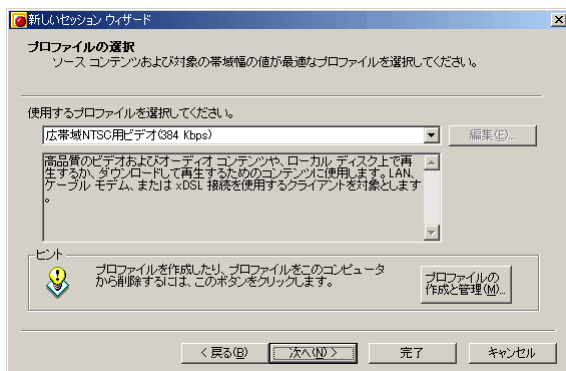 新しいセッション ウィザード
プロファイルの選択
ソース コンテンツおよび対象の帯域幅の値が最適なプロファイルを選択してください。
使用するプロファイルを選択してください。
広帯域NTSC用ビデオ(384 Kbps)
編集(E)...
高品質のビデオおよびオーディオ コンテンツや、ローカル ディスク上で再
生するか、ダウンロードして再生するためのコンテンツに使用します。LAN、
ケーブル モデム、または xDSL 接続を使用するクライアントを対象とします
。
ヒント
プロファイルを作成したり、プロファイルをこのコンピュータ
から削除するには、このボタンをクリックします。
プロファイルの
作成と管理(M)...
< 戻る(B)
次へ(N) >
完了
キャンセル